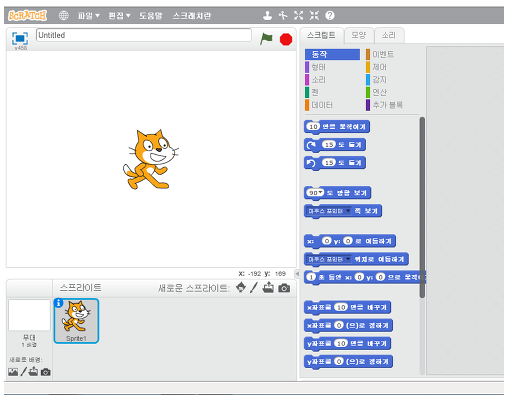 SCRATCH 파일 편집 도움말 스크래치란
Untitled
v456
X: -192 y: 169
스프라이트 새로운 스프라이트:
무대
1 배경
새로운 배경:
Sprite1
스크립트 모양 소리
동작 이벤트
형태 제어
소리 감지
펜 연산
데이터 추가 블록
10 만큼 움직이기
15 도 돌기
15 도 돌기
90 도 방향 보기
마우스 포인터 쪽 보기
x: 0 y: 0 로 이동하기
마우스 포인터 위치로 이동하기
1 초 동안 x: 0 y: 0 으로 움직이
x좌표를 10 만큼 바꾸기
x좌표를 0 (으)로 정하기
y좌표를 10 만큼 바꾸기
y좌표를 0 (으)로 정하기